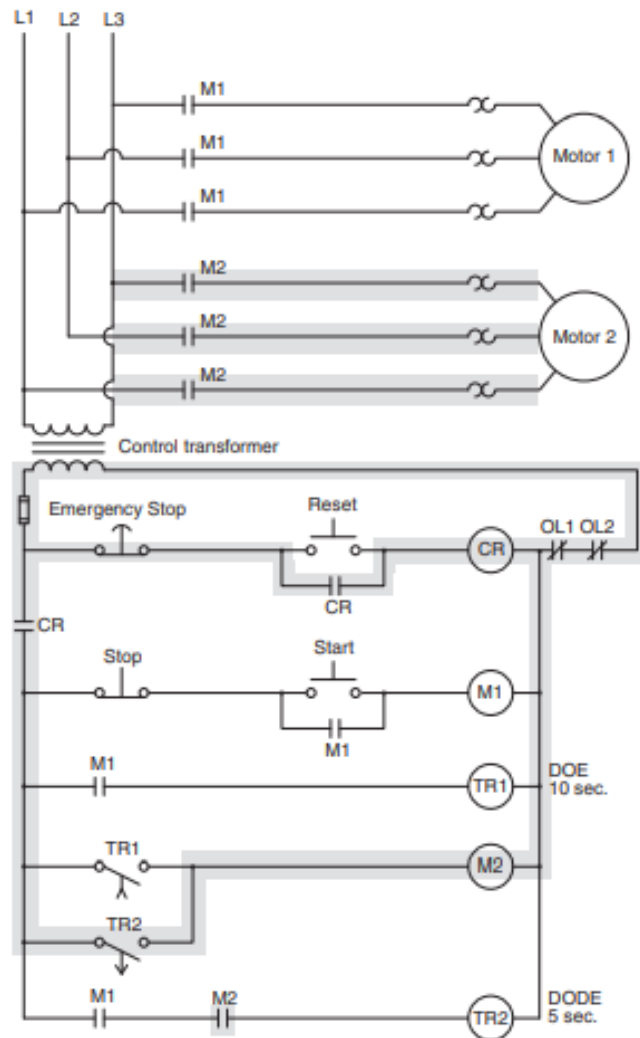 L1 L2 L3
M1
M1
Motor 1
M1
M2
M2
Motor 2
M2
Control transformer
Emergency Stop Reset
OL1 OL2
CR
CR
CR
Stop Start
M1
M1
M1 DOE
TR1 10 sec.
TR1
M2
TR2
M1 M2 DODE
TR2 5 sec.